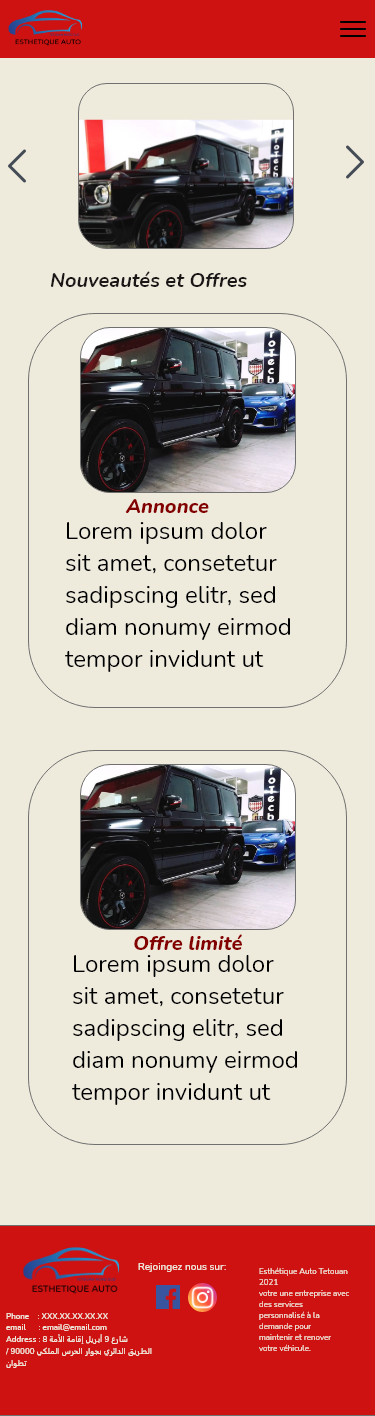 ESTHETIQUE AUTO
Nouveautés et Offres
Annonce
Lorem ipsum dolor
sit amet, consetetur
sadipscing elitr, sed
diam nonumy eirmod
tempor invidunt ut
Offre limité
Lorem ipsum dolor
sit amet, consetetur
sadipscing elitr, sed
diam nonumy eirmod
tempor invidunt ut
ESTHETIQUE AUTO
Phone : XXX.XX.XX.XX.XX
email : email@email.com
Address : شارع 9 أبريل إقامة الأمة 8
الطريق الدائري بجوار الحرس الملكي 90000 /
تطوان
Rejoingez nous sur:
Esthétique Auto Tetouan
2021
votre une entreprise avec
des services
personnalisé à la
demande pour
maintenir et renover
votre véhicule.